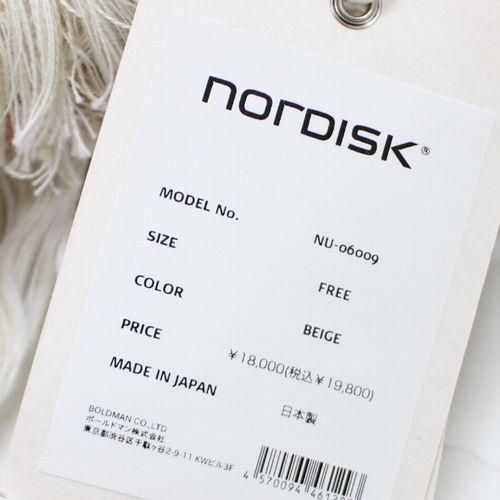 NORDISK®
MODEL No. NU-06009
SIZE FREE
COLOR BEIGE
PRICE ¥18,000(税込¥19,800)
MADE IN JAPAN 日本製
BOLDMAN CO.,LTD
ボールドマン株式会社
東京都渋谷区千駄ヶ谷2-9-11 KWビル3F
4 570094